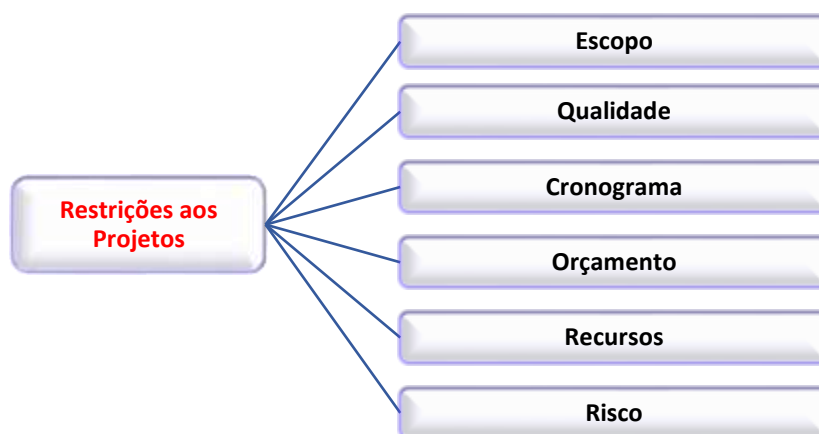 Restrições aos
Projetos
Escopo
Qualidade
Cronograma
Orçamento
Recursos
Risco